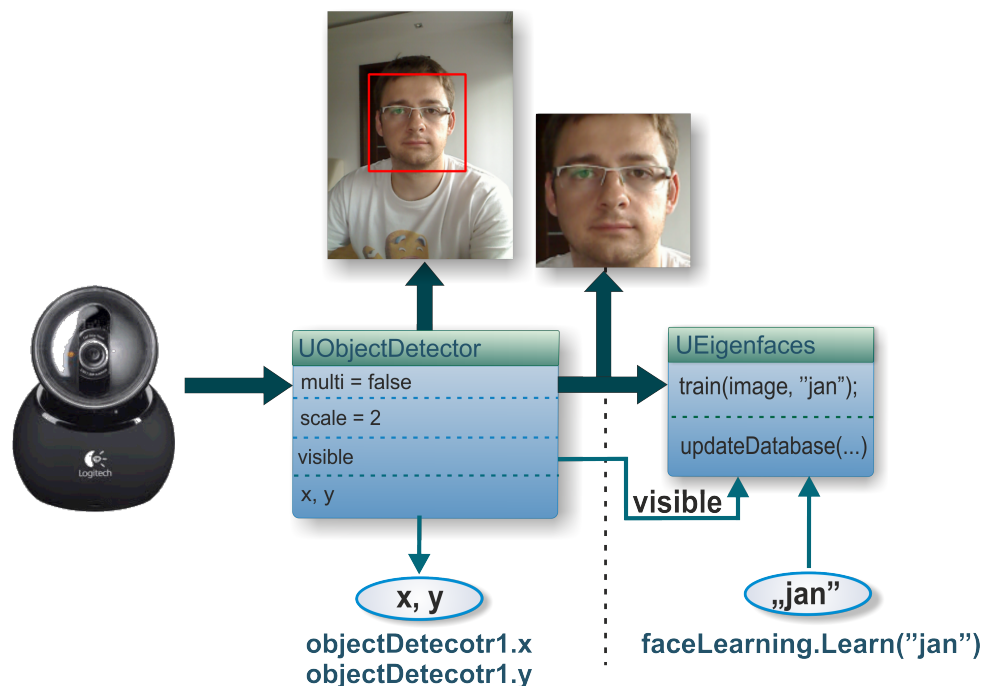 UObjectDetector
multi = false
scale = 2
visible
x, y
UEigenfaces
train(image, ”jan”);
updateDatabase(...)
visible
Logitech
x, y
objectDetecotr1.x
objectDetecotr1.y
„jan”
faceLearning.Learn(”jan”)